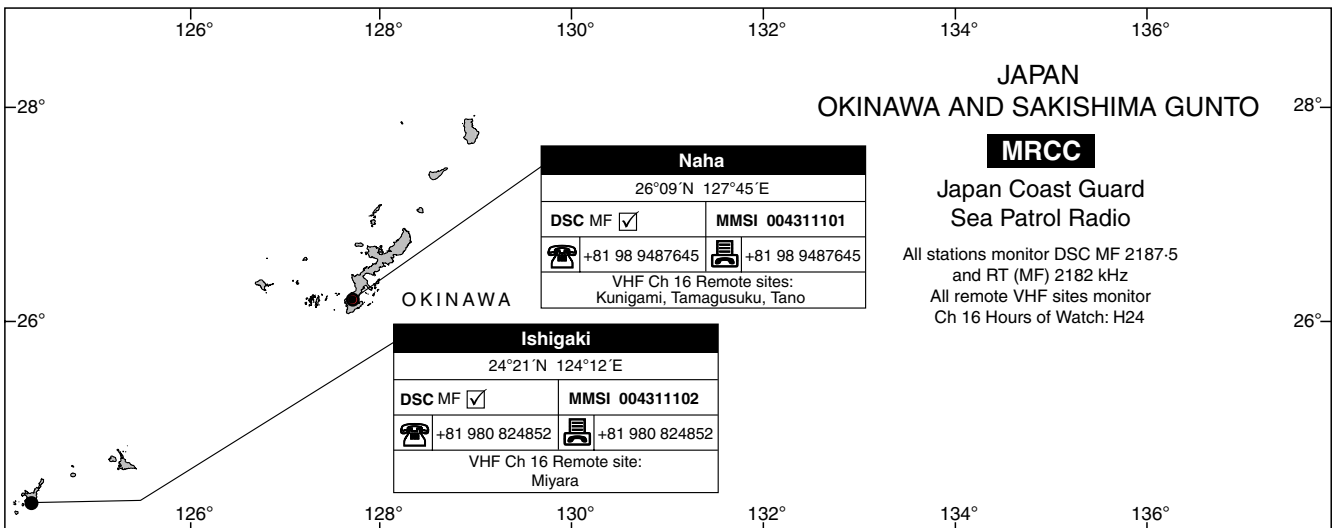 126° 128° 130° 132° 134° 136°
JAPAN
OKINAWA AND SAKISHIMA GUNTO
28° 28°
MRCC
Japan Coast Guard
Sea Patrol Radio
All stations monitor DSC MF 2187·5
and RT (MF) 2182 kHz
All remote VHF sites monitor
Ch 16 Hours of Watch: H24
Naha
26°09´N 127°45´E
DSC MF MMSI 004311101
+81 98 9487645 +81 98 9487645
VHF Ch 16 Remote sites:
Kunigami, Tamagusuku, Tano
OKINAWA
26° 26°
Ishigaki
24°21´N 124°12´E
DSC MF MMSI 004311102
+81 980 824852 +81 980 824852
VHF Ch 16 Remote site:
Miyara
126° 128° 130° 132° 134° 136°